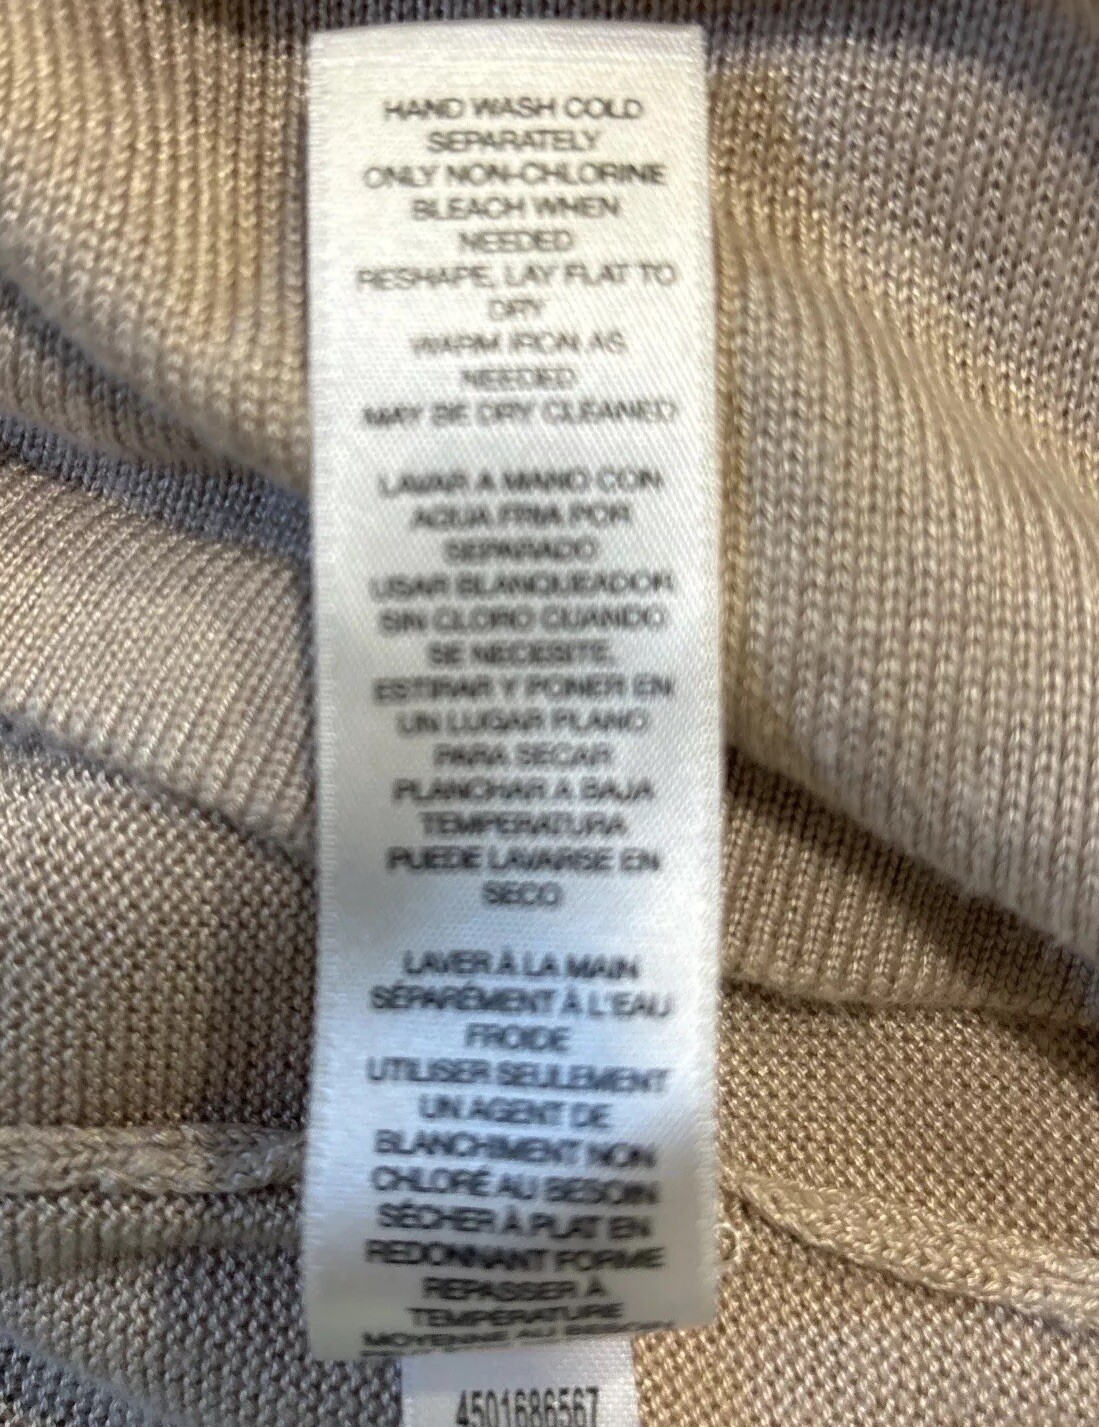 HAND WASH COLD
SEPARATELY
ONLY NON-CHLORINE
BLEACH WHEN
NEEDED
RESHAPE, LAY FLAT TO
DRY
WARM IRON AS
NEEDED
MAY BE DRY CLEANED
LAVAR A MANO CON
AGUA FRIA POR
SEPARADO
USAR BLANQUEADOR
SIN CLORO CUANDO
SE NECESITE,
ESTIRAR Y PONER EN
UN LUGAR PLANO
PARA SECAR
PLANCHAR A BAJA
TEMPERATURA
PUEDE LAVARSE EN
SECO
LAVER À LA MAIN
SÉPARÉMENT À L'EAU
FROIDE
UTILISER SEULEMENT
UN AGENT DE
BLANCHIMENT NON
CHLORÉ AU BESOIN
SÉCHER À PLAT EN
REDONNANT FORME
REPASSER À
TEMPÉRATURE
MOYENNE AU BESOIN
4501686567